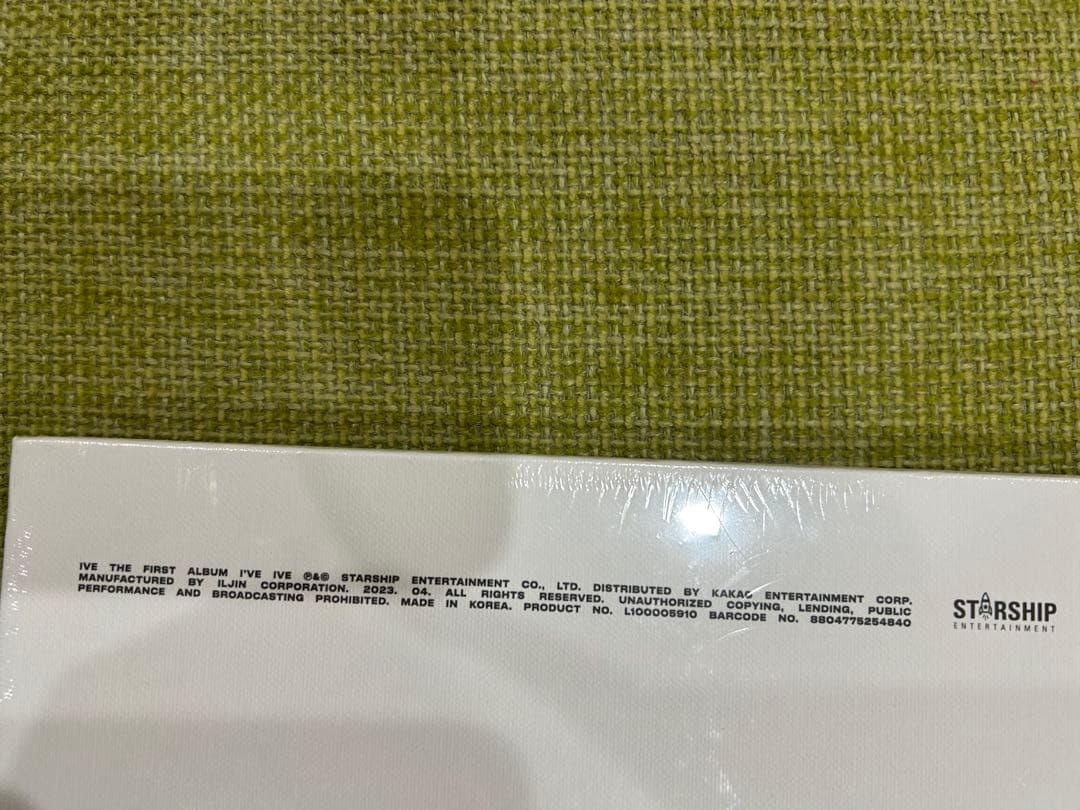 IVE THE FIRST ALBUM I'VE IVE ℗&© STARSHIP ENTERTAINMENT CO., LTD. DISTRIBUTED BY KAKAO ENTERTAINMENT CORP.
MANUFACTURED BY ILJIN CORPORATION. 2023. 04. ALL RIGHTS RESERVED. UNAUTHORIZED COPYING, LENDING, PUBLIC
PERFORMANCE AND BROADCASTING PROHIBITED. MADE IN KOREA. PRODUCT NO. L100005910 BARCODE NO. 8804775254840
STARSHIP
ENTERTAINMENT